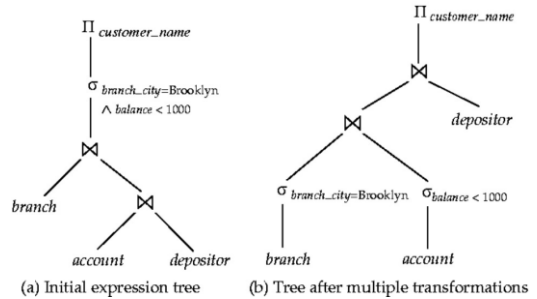 Π customer_name
σ branch_city=Brooklyn
∧ balance < 1000
⋈
branch
⋈
account
depositor
(a) Initial expression tree
Π customer_name
⋈
⋈
depositor
σ branch_city=Brooklyn
σ balance < 1000
branch
account
(b) Tree after multiple transformations